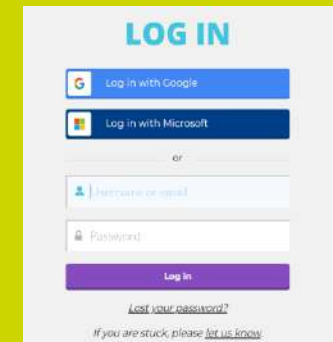 LOG IN
Log in with Google
Log in with Microsoft
or
Username or email
Password
Log in
Lost your password?
If you are stuck, please let us know.